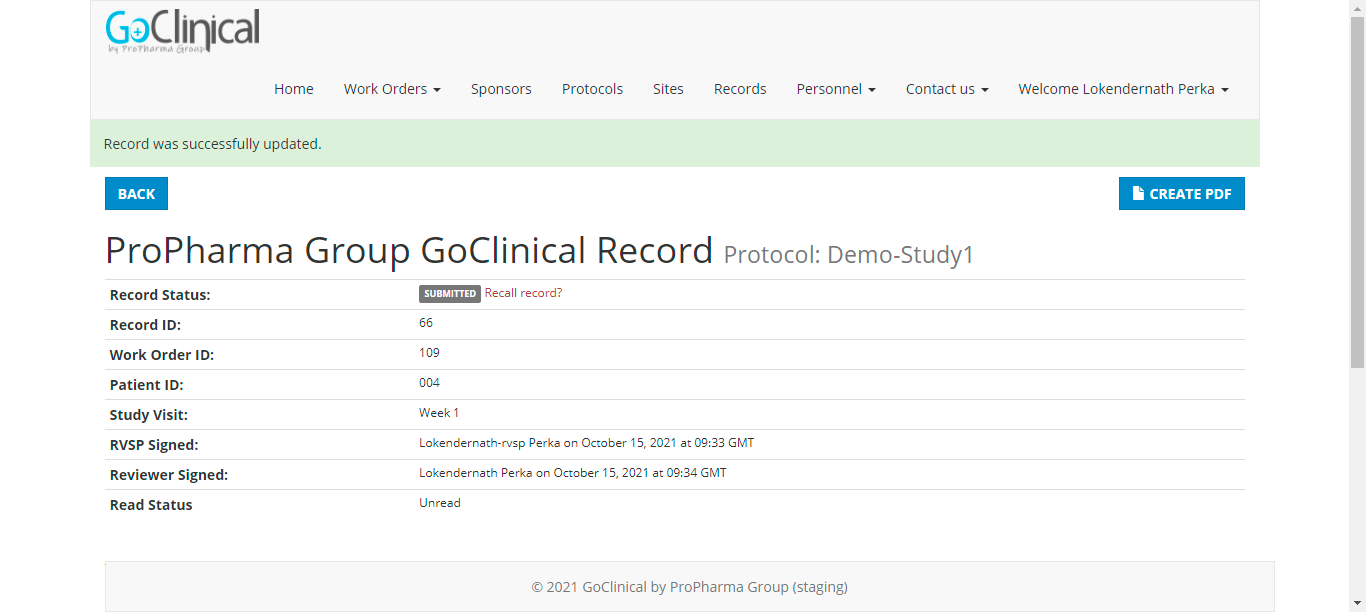 GoClinical
by ProPharma Group
Home Work Orders Sponsors Protocols Sites Records Personnel Contact us Welcome Lokendernath Perka
Record was successfully updated.
BACK CREATE PDF
ProPharma Group GoClinical Record Protocol: Demo-Study1
Record Status: SUBMITTED Recall record?
Record ID: 66
Work Order ID: 109
Patient ID: 004
Study Visit: Week 1
RVSP Signed: Lokendernath-rvsp Perka on October 15, 2021 at 09:33 GMT
Reviewer Signed: Lokendernath Perka on October 15, 2021 at 09:34 GMT
Read Status Unread
© 2021 GoClinical by ProPharma Group (staging)